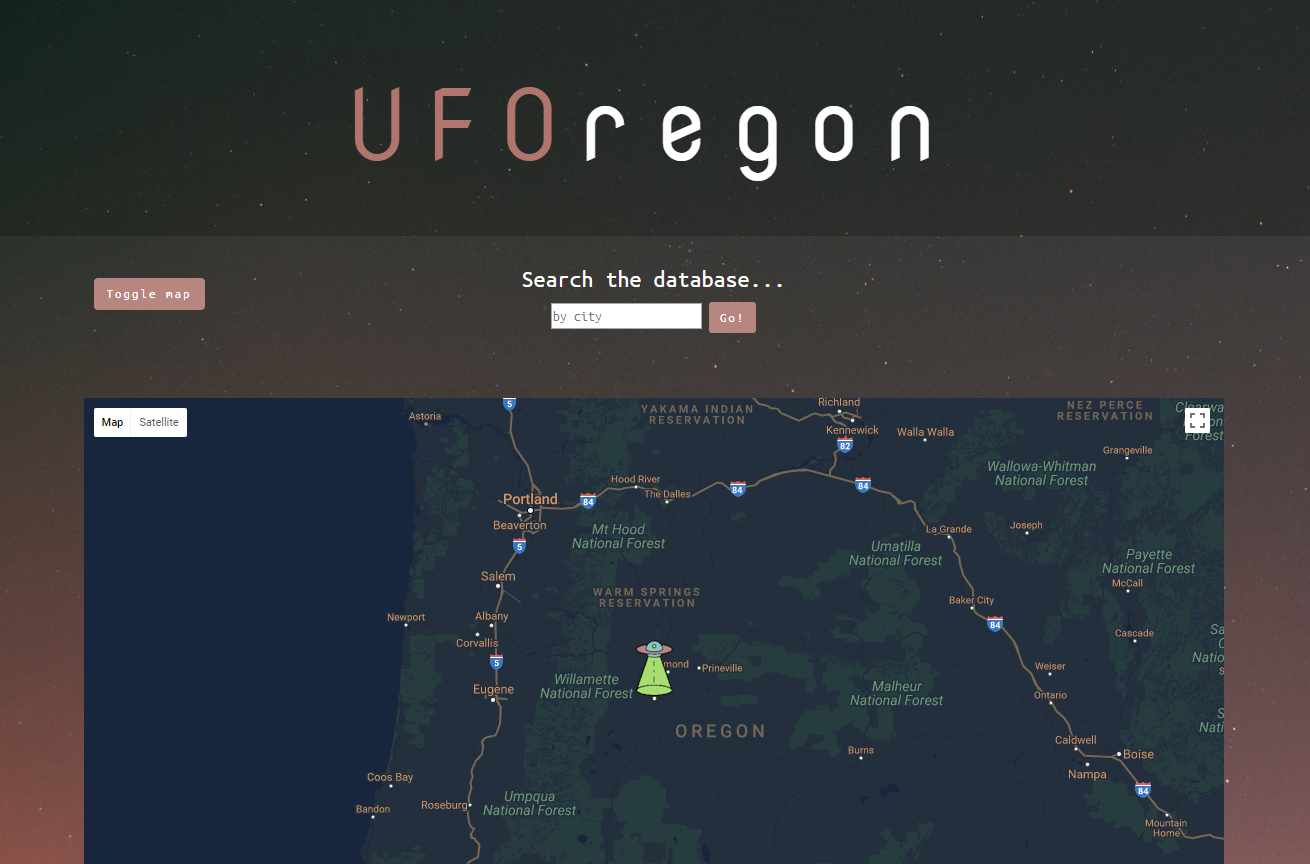 UFOregon
Toggle map
Search the database...
by city
Go!
Map
Satellite
Astoria
5
YAKAMA INDIAN
RESERVATION
Richland
Kennewick
82
Walla Walla
NEZ PERCE
RESERVATION
Forest
Grangeville
Wallowa-Whitman
National Forest
Hood River
The Dalles
84
84
84
Portland
Beaverton
5
Mt Hood
National Forest
La Grande
Joseph
Umatilla
National Forest
Payette
National Forest
McCall
Salem
WARM SPRINGS
RESERVATION
Baker City
84
Newport
Albany
Corvallis
5
Cascade
Sa
Natio
mond
Prineville
Weiser
Eugene
Willamette
National Forest
Malheur
National Forest
Ontario
S
Nati
OREGON
Burns
Caldwell
Boise
Nampa
84
Coos Bay
Bandon
Roseburg
Umpqua
National Forest
Mountain
Home